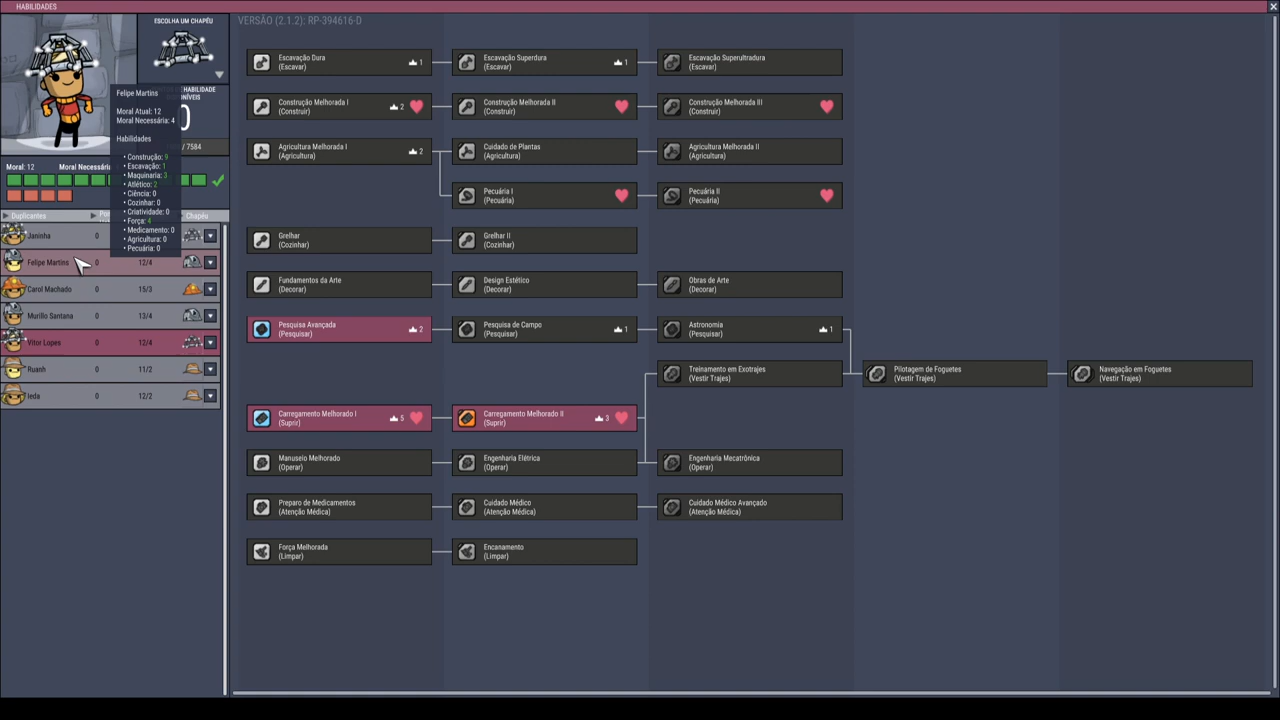 HABILIDADES
ESCOLHA UM CHAPÉU
VERSÃO (2.1.2): RP-394616-D
Felipe Martins
Moral Atual: 12
Moral Necessária: 4
Habilidades
• Construção: 9
• Escavação: 1
• Maquinaria: 3
• Atlético: 2
• Ciência: 0
• Cozinhar: 0
• Criatividade: 0
• Força: 4
• Medicamento: 0
• Agricultura: 0
• Pecuária: 0
DE HABILIDADE
0
/ 7584
Moral: 12
Moral Necessária
Duplicantes
Chapéu
Janinha 0
Felipe Martins 0 12/4
Carol Machado 0 15/3
Murillo Santana 0 13/4
Vitor Lopes 0 12/4
Ruanh 0 11/2
Ieda 0 12/2
Escavação Dura 1
(Escavar)
Escavação Superdura 1
(Escavar)
Escavação Superultradura
(Escavar)
Construção Melhorada I 2
(Construir)
Construção Melhorada II
(Construir)
Construção Melhorada III
(Construir)
Agricultura Melhorada I 2
(Agricultura)
Cuidado de Plantas
(Agricultura)
Agricultura Melhorada II
(Agricultura)
Pecuária I
(Pecuária)
Pecuária II
(Pecuária)
Grelhar
(Cozinhar)
Grelhar II
(Cozinhar)
Fundamentos da Arte
(Decorar)
Design Estético
(Decorar)
Obras de Arte
(Decorar)
Pesquisa Avançada 2
(Pesquisar)
Pesquisa de Campo 1
(Pesquisar)
Astronomia 1
(Pesquisar)
Treinamento em Exotrajes
(Vestir Trajes)
Pilotagem de Foguetes
(Vestir Trajes)
Navegação em Foguetes
(Vestir Trajes)
Carregamento Melhorado I 5
(Suprir)
Carregamento Melhorado II 3
(Suprir)
Manuseio Melhorado
(Operar)
Engenharia Elétrica
(Operar)
Engenharia Mecatrônica
(Operar)
Preparo de Medicamentos
(Atenção Médica)
Cuidado Médico
(Atenção Médica)
Cuidado Médico Avançado
(Atenção Médica)
Força Melhorada
(Limpar)
Encanamento
(Limpar)